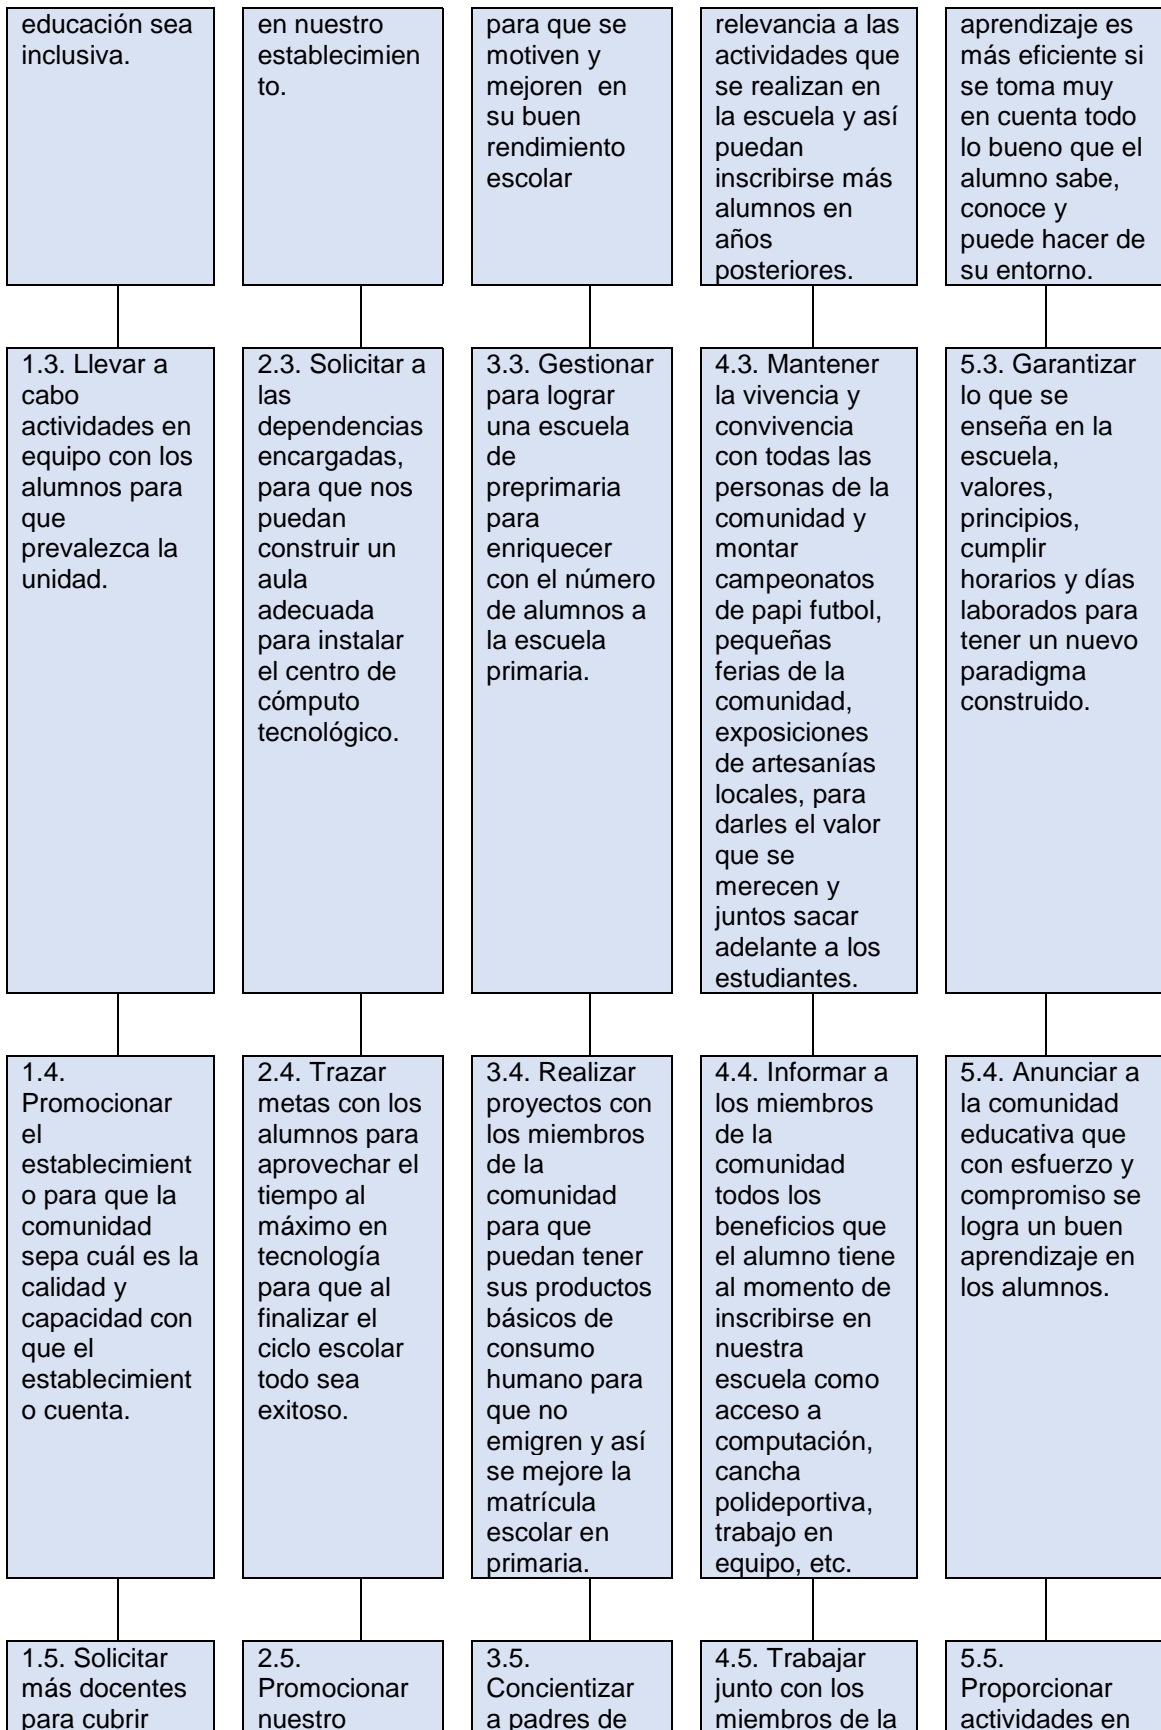 educación sea
inclusiva.
en nuestro
establecimien
to.
para que se
motiven y
mejoren en
su buen
rendimiento
escolar
relevancia a las
actividades que
se realizan en
la escuela y así
puedan
inscribirse más
alumnos en
años
posteriores.
aprendizaje es
más eficiente si
se toma muy
en cuenta todo
lo bueno que el
alumno sabe,
conoce y
puede hacer de
su entorno.
1.3. Llevar a
cabo
actividades en
equipo con los
alumnos para
que
prevalezca la
unidad.
2.3. Solicitar a
las
dependencias
encargadas,
para que nos
puedan
construir un
aula
adecuada
para instalar
el centro de
cómputo
tecnológico.
3.3. Gestionar
para lograr
una escuela
de
preprimaria
para
enriquecer
con el número
de alumnos a
la escuela
primaria.
4.3. Mantener
la vivencia y
convivencia
con todas las
personas de la
comunidad y
montar
campeonatos
de papi futbol,
pequeñas
ferias de la
comunidad,
exposiciones
de artesanías
locales, para
darles el valor
que se
merecen y
juntos sacar
adelante a los
estudiantes.
5.3. Garantizar
lo que se
enseña en la
escuela,
valores,
principios,
cumplir
horarios y días
laborados para
tener un nuevo
paradigma
construido.
1.4.
Promocionar
el
establecimient
o para que la
comunidad
sepa cuál es la
calidad y
capacidad con
que el
establecimient
o cuenta.
2.4. Trazar
metas con los
alumnos para
aprovechar el
tiempo al
máximo en
tecnología
para que al
finalizar el
ciclo escolar
todo sea
exitoso.
3.4. Realizar
proyectos con
los miembros
de la
comunidad
para que
puedan tener
sus productos
básicos de
consumo
humano para
que no
emigren y así
se mejore la
matrícula
escolar en
primaria.
4.4. Informar a
los miembros
de la
comunidad
todos los
beneficios que
el alumno tiene
al momento de
inscribirse en
nuestra
escuela como
acceso a
computación,
cancha
polideportiva,
trabajo en
equipo, etc.
5.4. Anunciar a
la comunidad
educativa que
con esfuerzo y
compromiso se
logra un buen
aprendizaje en
los alumnos.
1.5. Solicitar
más docentes
para cubrir
2.5.
Promocionar
nuestro
3.5.
Concientizar
a padres de
4.5. Trabajar
junto con los
miembros de la
5.5.
Proporcionar
actividades en